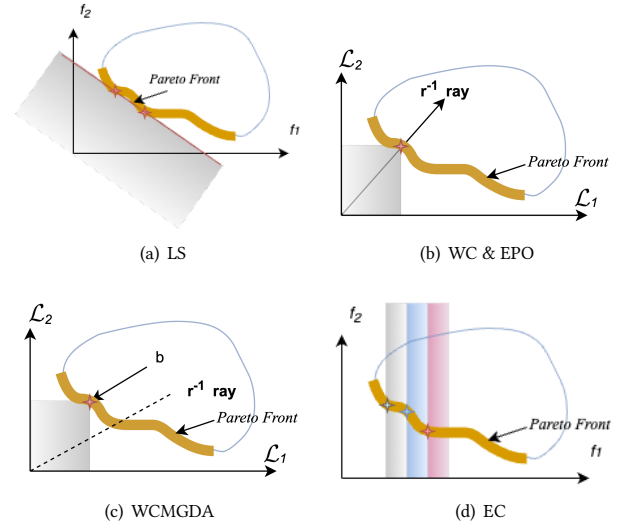 f₂
Pareto Front
f₁
(a) LS
ℒ₂
r⁻¹ ray
Pareto Front
ℒ₁
(b) WC & EPO
ℒ₂
b
r⁻¹ ray
Pareto Front
ℒ₁
(c) WCMGDA
f₂
Pareto Front
f₁
(d) EC